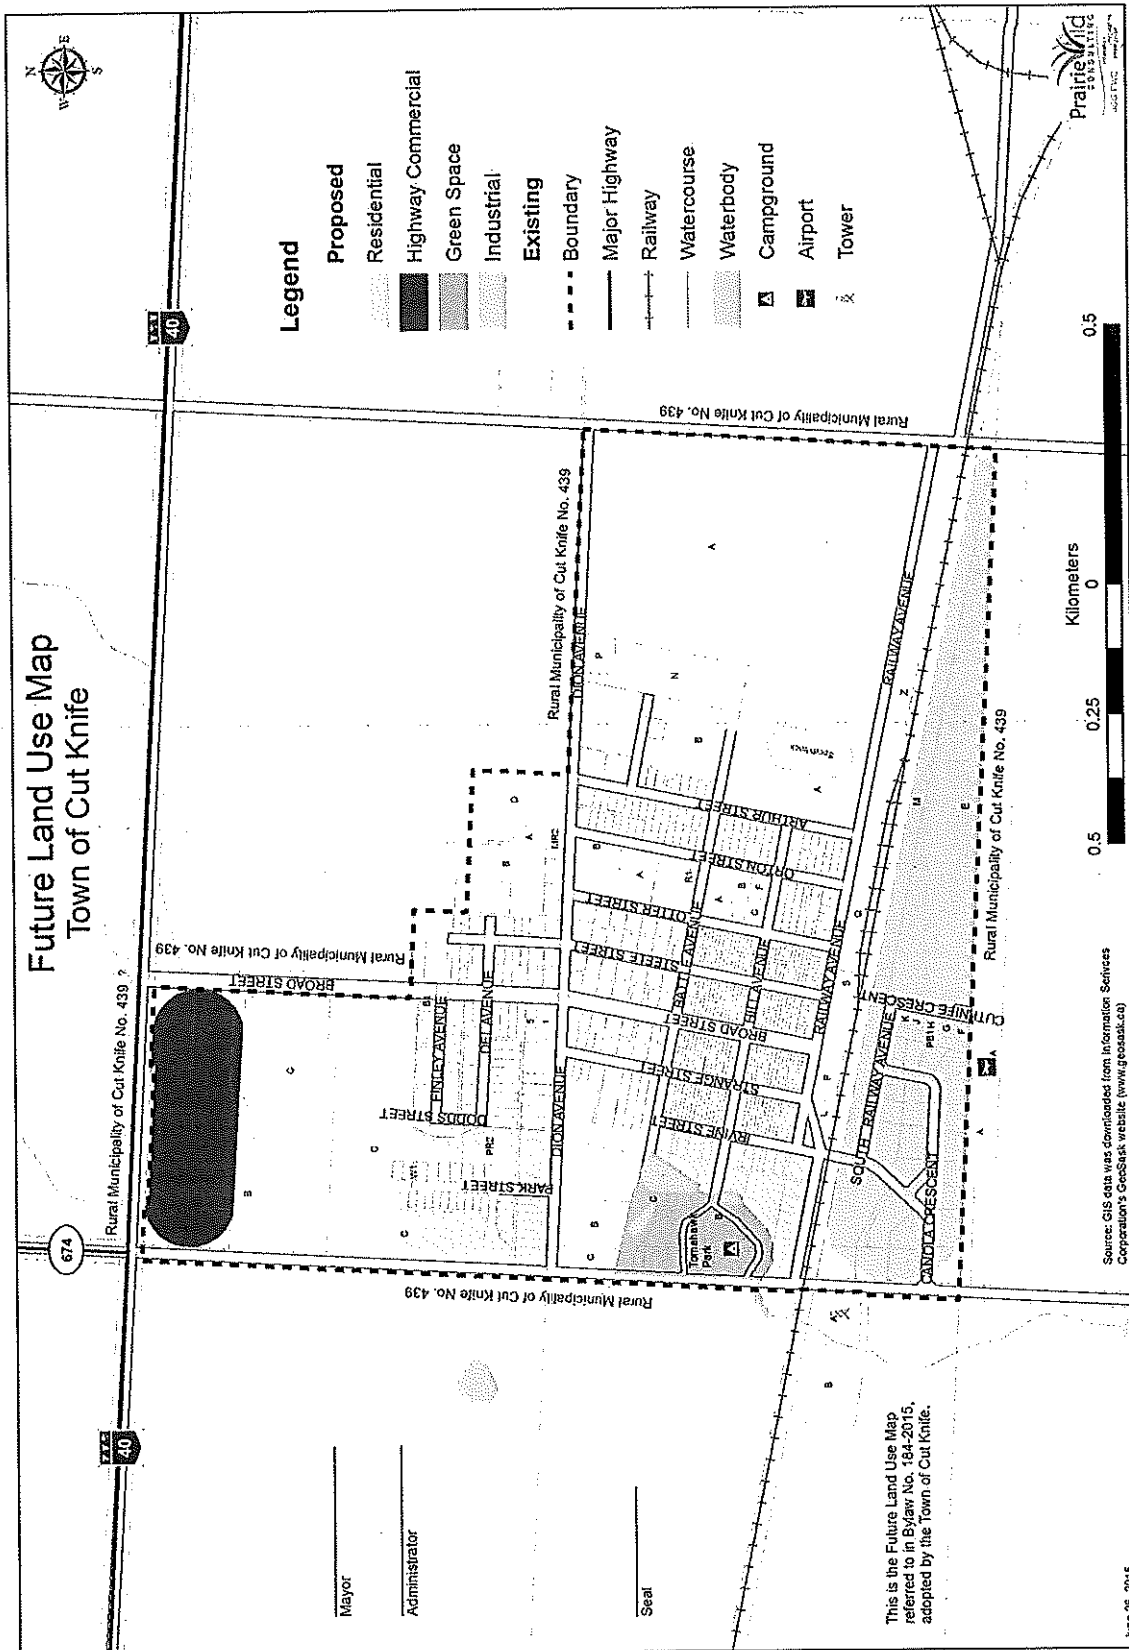 Future Land Use Map
Town of Cut Knife
N
E
S
W
674
40
40
Rural Municipality of Cut Knife No. 439
Rural Municipality of Cut Knife No. 439
Rural Municipality of Cut Knife No. 439
Rural Municipality of Cut Knife No. 439
Rural Municipality of Cut Knife No. 439
Rural Municipality of Cut Knife No. 439
BROAD STREET
FINLEY AVENUE
DODDS STREET
PARK STREET
PR2
DION AVENUE
DION AVENUE
STEELE STREET
OTTER STREET
ORTON STREET
ARTHUR STREET
HILL AVENUE
BROAD STREET
STRANGE STREET
IRVINE STREET
RAILWAY AVENUE
RAILWAY AVENUE
SOUTH RAILWAY AVENUE
CANOLA CRESCENT
Tomahawk
Park
Legend
Proposed
Residential
Highway Commercial
Green Space
Industrial
Existing
Boundary
Major Highway
Railway
Watercourse
Waterbody
Campground
Airport
Tower
Mayor
Administrator
Seal
This is the Future Land Use Map
referred to in Bylaw No. 184-2015,
adopted by the Town of Cut Knife.
Kilometers
0.5
0.25
0
0.5
Source: GIS data was downloaded from Information Serivces
Corporation's GeoSask website (www.geosask.ca)
PrairieWild
CONSULTING